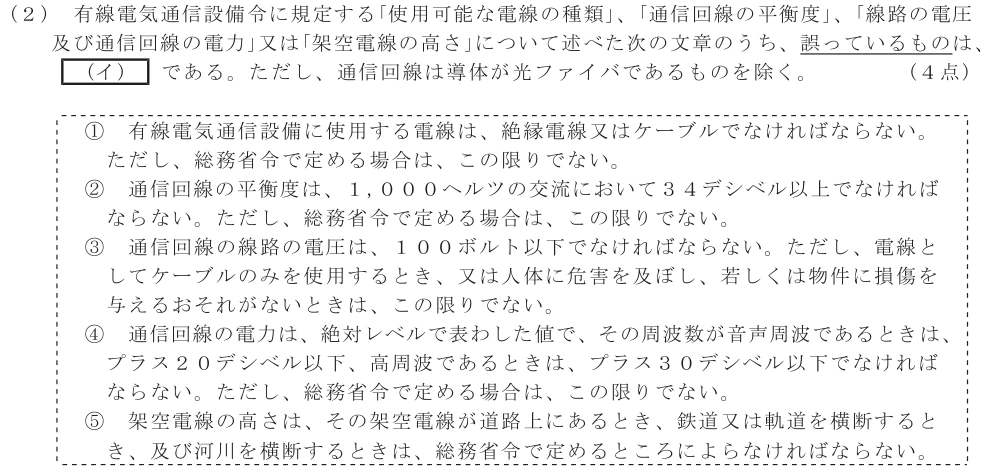 (２) 有線電気通信設備令に規定する｢使用可能な電線の種類｣、｢通信回線の平衡度｣、｢線路の電圧
及び通信回線の電力｣又は｢架空電線の高さ｣について述べた次の文章のうち、誤っているものは、
(イ) である。ただし、通信回線は導体が光ファイバであるものを除く。 (４点)
① 有線電気通信設備に使用する電線は、絶縁電線又はケーブルでなければならない。
ただし、総務省令で定める場合は、この限りでない。
② 通信回線の平衡度は、１,０００ヘルツの交流において３４デシベル以上でなければ
ならない。ただし、総務省令で定める場合は、この限りでない。
③ 通信回線の線路の電圧は、１００ボルト以下でなければならない。ただし、電線と
してケーブルのみを使用するとき、又は人体に危害を及ぼし、若しくは物件に損傷を
与えるおそれがないときは、この限りでない。
④ 通信回線の電力は、絶対レベルで表わした値で、その周波数が音声周波であるときは、
プラス２０デシベル以下、高周波であるときは、プラス３０デシベル以下でなければ
ならない。ただし、総務省令で定める場合は、この限りでない。
⑤ 架空電線の高さは、その架空電線が道路上にあるとき、鉄道又は軌道を横断すると
き、及び河川を横断するときは、総務省令で定めるところによらなければならない。